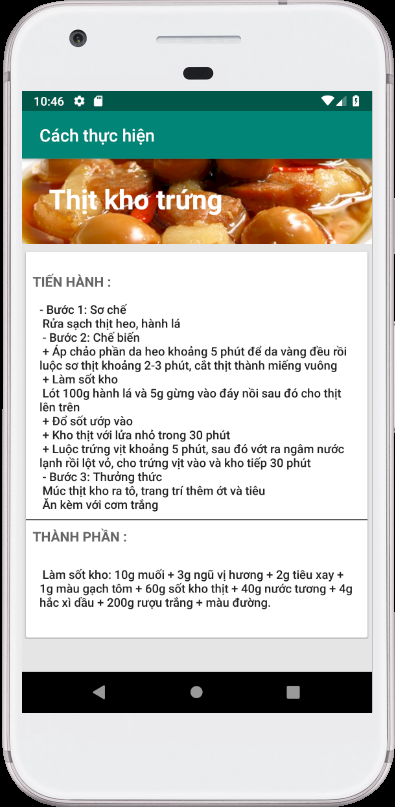 10:46
Cách thực hiện
Thịt kho trứng
TIẾN HÀNH :
- Bước 1: Sơ chế
Rửa sạch thịt heo, hành lá
- Bước 2: Chế biến
+ Áp chảo phần da heo khoảng 5 phút để da vàng đều rồi
luộc sơ thịt khoảng 2-3 phút, cắt thịt thành miếng vuông
+ Làm sốt kho
Lót 100g hành lá và 5g gừng vào đáy nồi sau đó cho thịt
lên trên
+ Đổ sốt ướp vào
+ Kho thịt với lửa nhỏ trong 30 phút
+ Luộc trứng vịt khoảng 5 phút, sau đó vớt ra ngâm nước
lạnh rồi lột vỏ, cho trứng vịt vào và kho tiếp 30 phút
- Bước 3: Thưởng thức
Múc thịt kho ra tô, trang trí thêm ớt và tiêu
Ăn kèm với cơm trắng
THÀNH PHẦN :
Làm sốt kho: 10g muối + 3g ngũ vị hương + 2g tiêu xay +
1g màu gạch tôm + 60g sốt kho thịt + 40g nước tương + 4g
hắc xì dầu + 200g rượu trắng + màu đường.